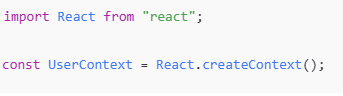 import React from "react";
const UserContext = React.createContext();